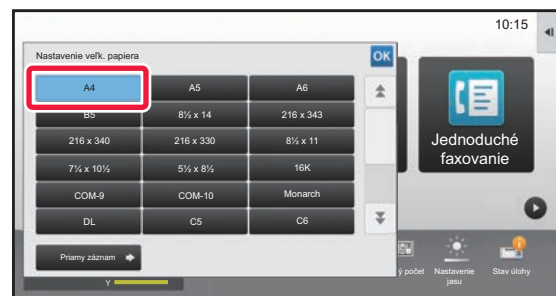 10:15
Nastavenie veľk. papiera
OK
A4
A5
A6
B5
8½ x 14
216 x 343
216 x 340
216 x 330
8½ x 11
7¼ x 10½
5½ x 8½
16K
COM-9
COM-10
Monarch
DL
C5
C6
Priamy záznam
Jednoduché
faxovanie
ý počet
Nastavenie
jasu
Stav úlohy
Y